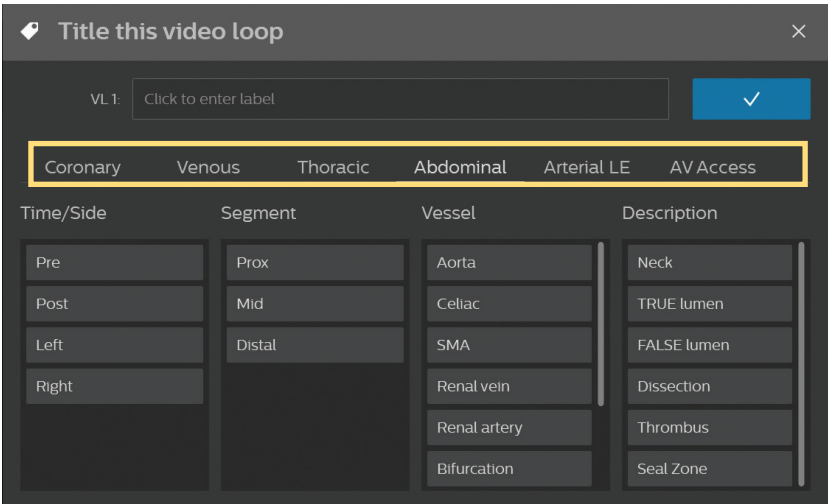 Title this video loop
VL 1: Click to enter label
Coronary Venous Thoracic Abdominal Arterial LE AV Access
Time/Side Segment Vessel Description
Pre Prox Aorta Neck
Post Mid Celiac TRUE lumen
Left Distal SMA FALSE lumen
Right Renal vein Dissection
Renal artery Thrombus
Bifurcation Seal Zone